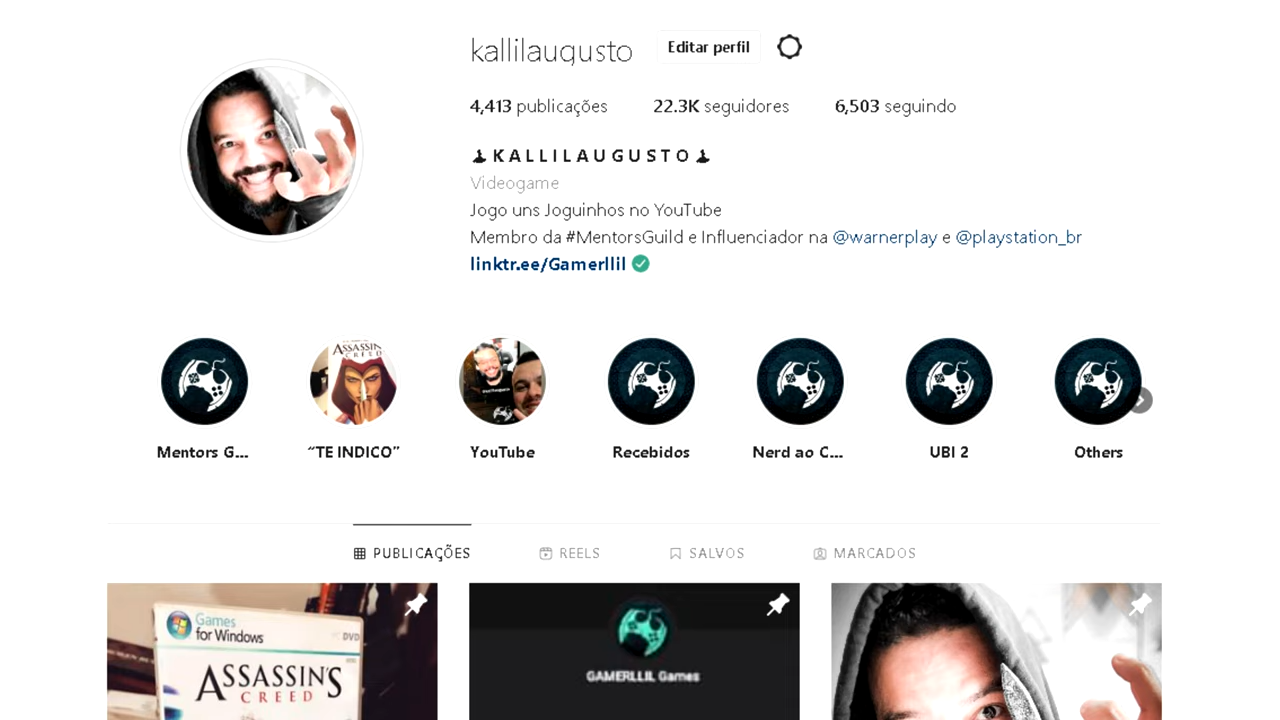 kallilaugusto Editar perfil
4,413 publicações 22.3K seguidores 6,503 seguindo
KALLILAUGUSTO
Videogame
Jogo uns Joguinhos no YouTube
Membro da #MentorsGuild e Influenciador na @warnerplay e @playstation_br
linktr.ee/Gamerllil
ASSASSIN'S
CREED
Mentors G... "TE INDICO" YouTube Recebidos Nerd ao C... UBI 2 Others
PUBLICAÇÕES REELS SALVOS MARCADOS
Games
for Windows
PC DVD
ASSASSIN'S
CREED
GAMERLLIL Games